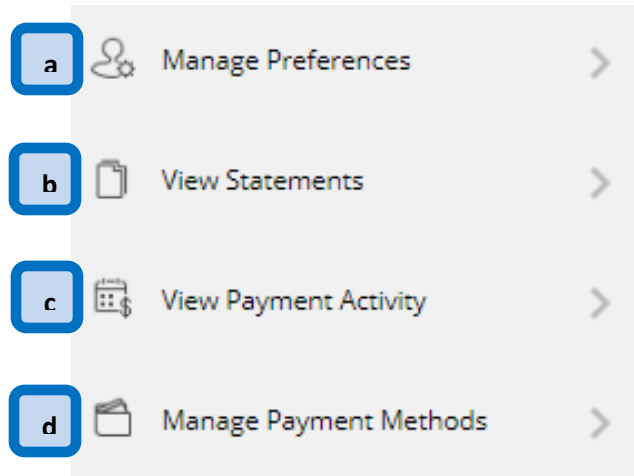 a Manage Preferences
b View Statements
c View Payment Activity
d Manage Payment Methods